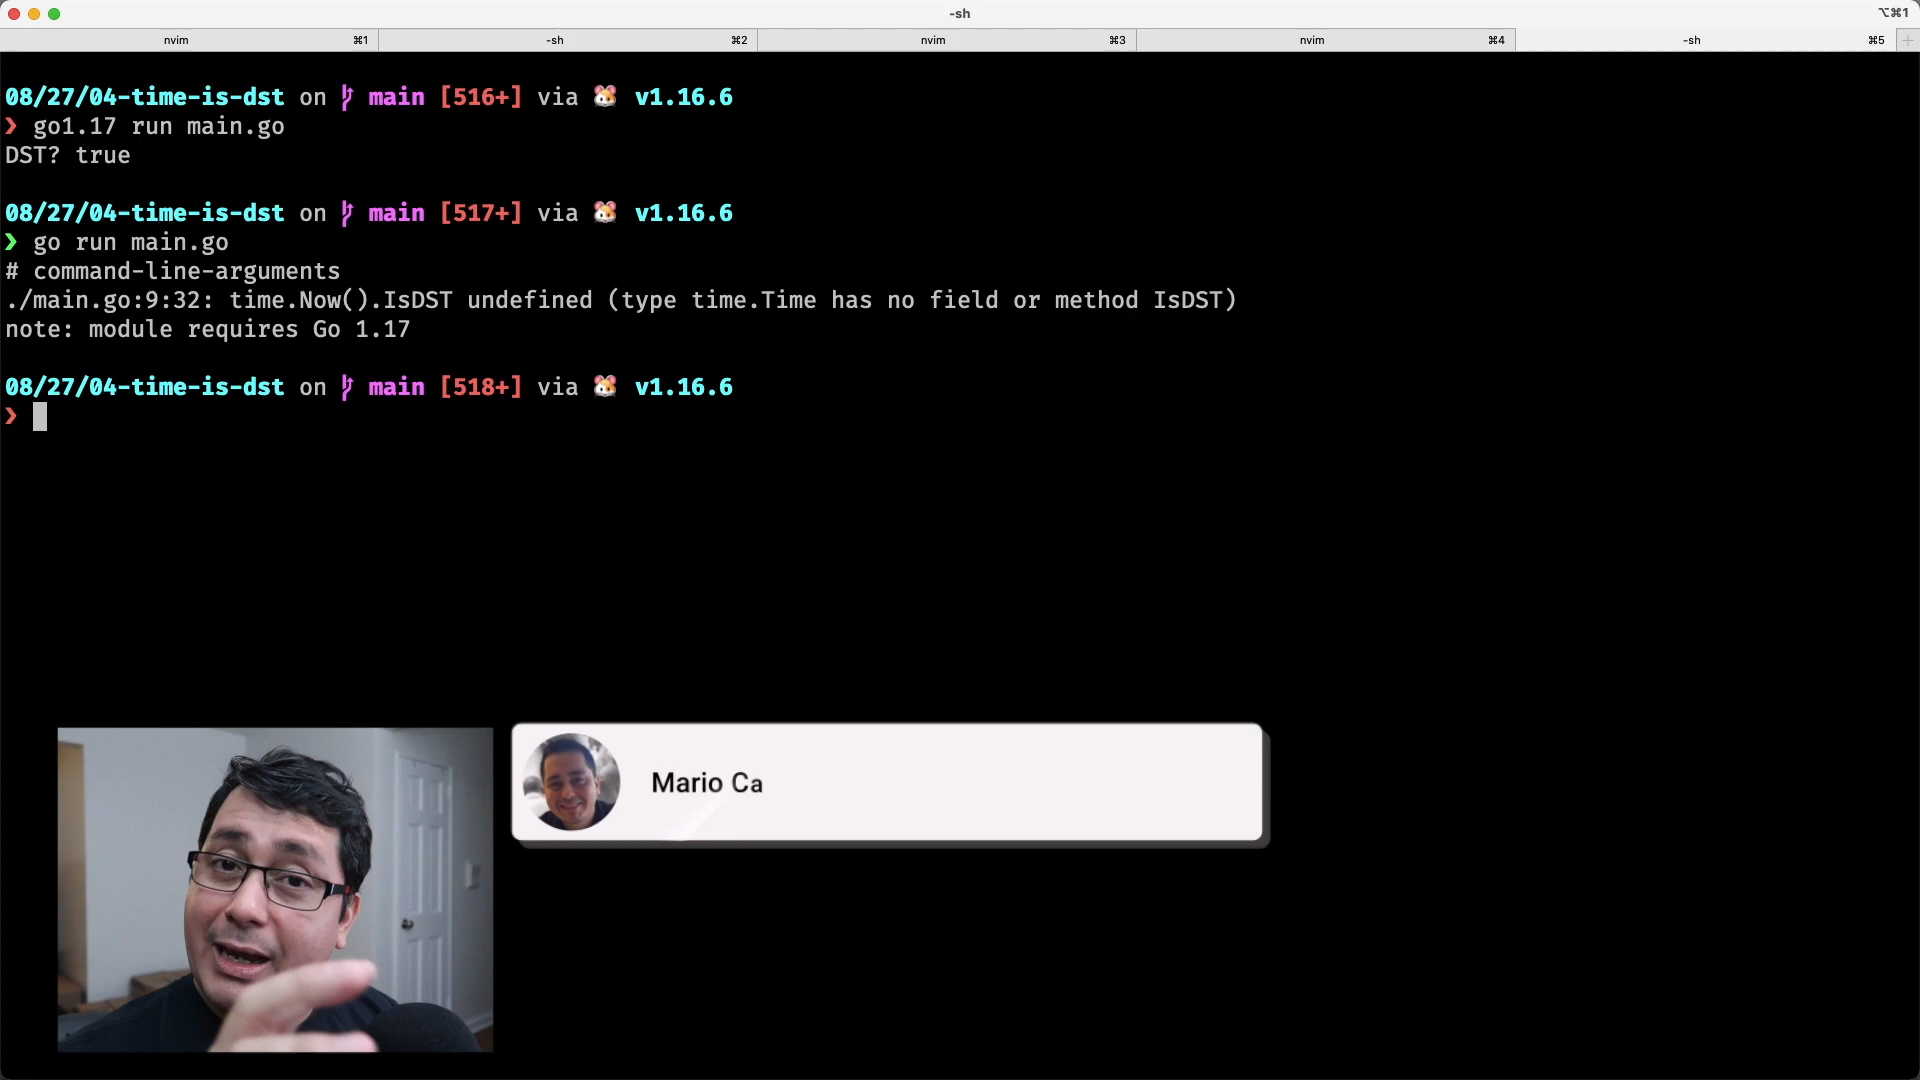 -sh
⌥⌘1
nvim ⌘1 -sh ⌘2 nvim ⌘3 nvim ⌘4 -sh ⌘5 +
08/27/04-time-is-dst on main [516+] via 🐹 v1.16.6
❯ go1.17 run main.go
DST? true
08/27/04-time-is-dst on main [517+] via 🐹 v1.16.6
❯ go run main.go
# command-line-arguments
./main.go:9:32: time.Now().IsDST undefined (type time.Time has no field or method IsDST)
note: module requires Go 1.17
08/27/04-time-is-dst on main [518+] via 🐹 v1.16.6
❯
Mario Ca